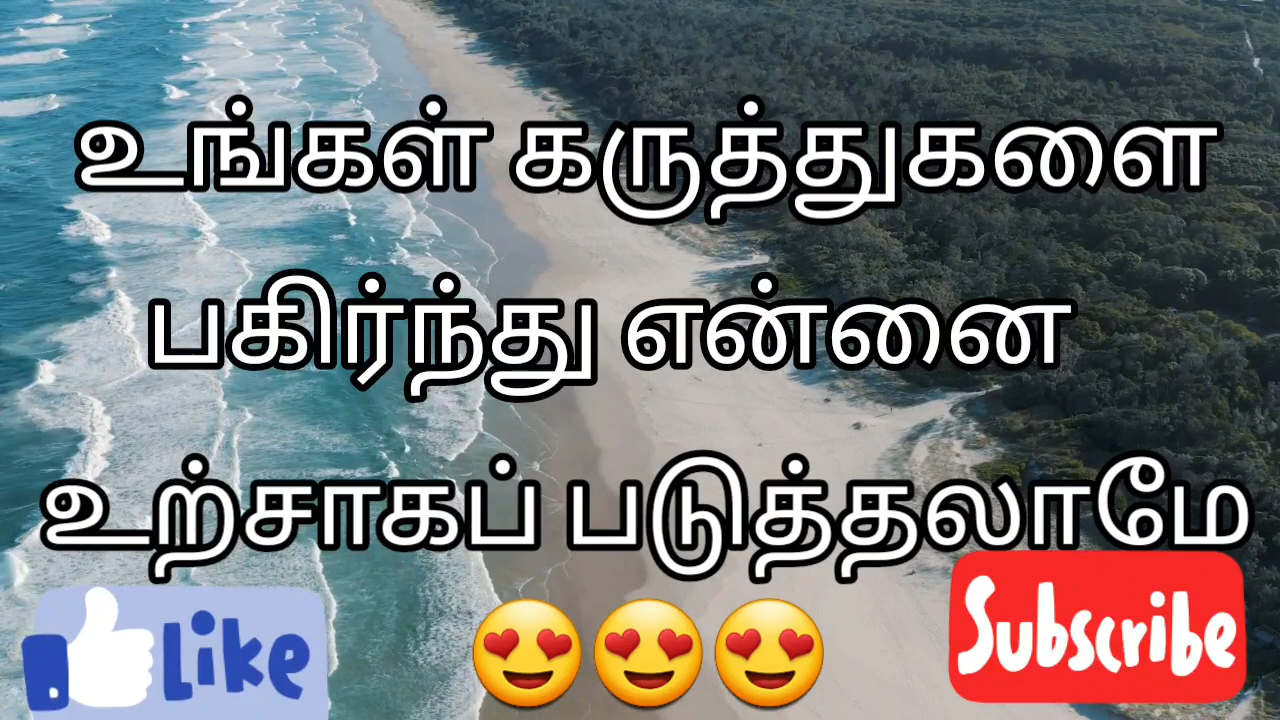 உங்கள் கருத்துகளை
பகிர்ந்து என்னை
உற்சாகப் படுத்தலாமே
Like
Subscribe